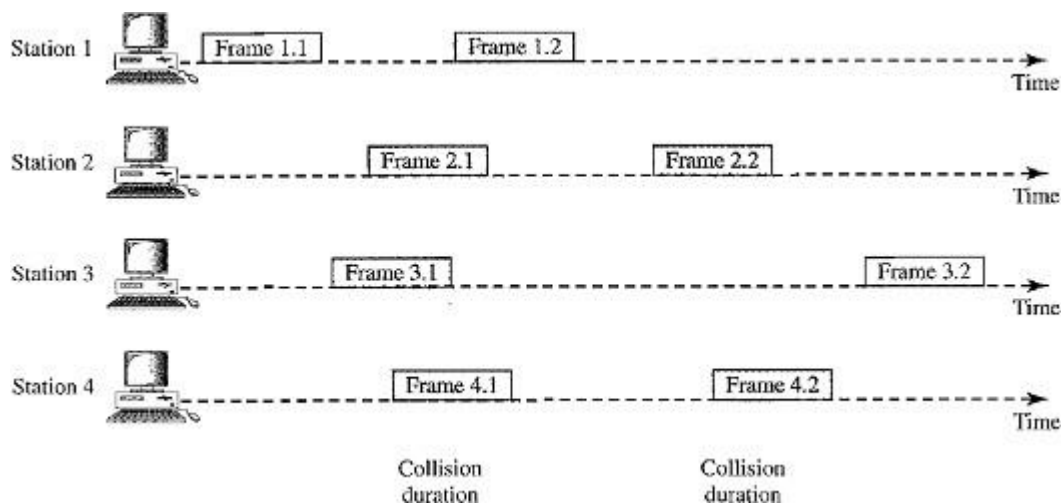 Station 1
Frame 1.1
Frame 1.2
Time
Station 2
Frame 2.1
Frame 2.2
Time
Station 3
Frame 3.1
Frame 3.2
Time
Station 4
Frame 4.1
Frame 4.2
Time
Collision
duration
Collision
duration